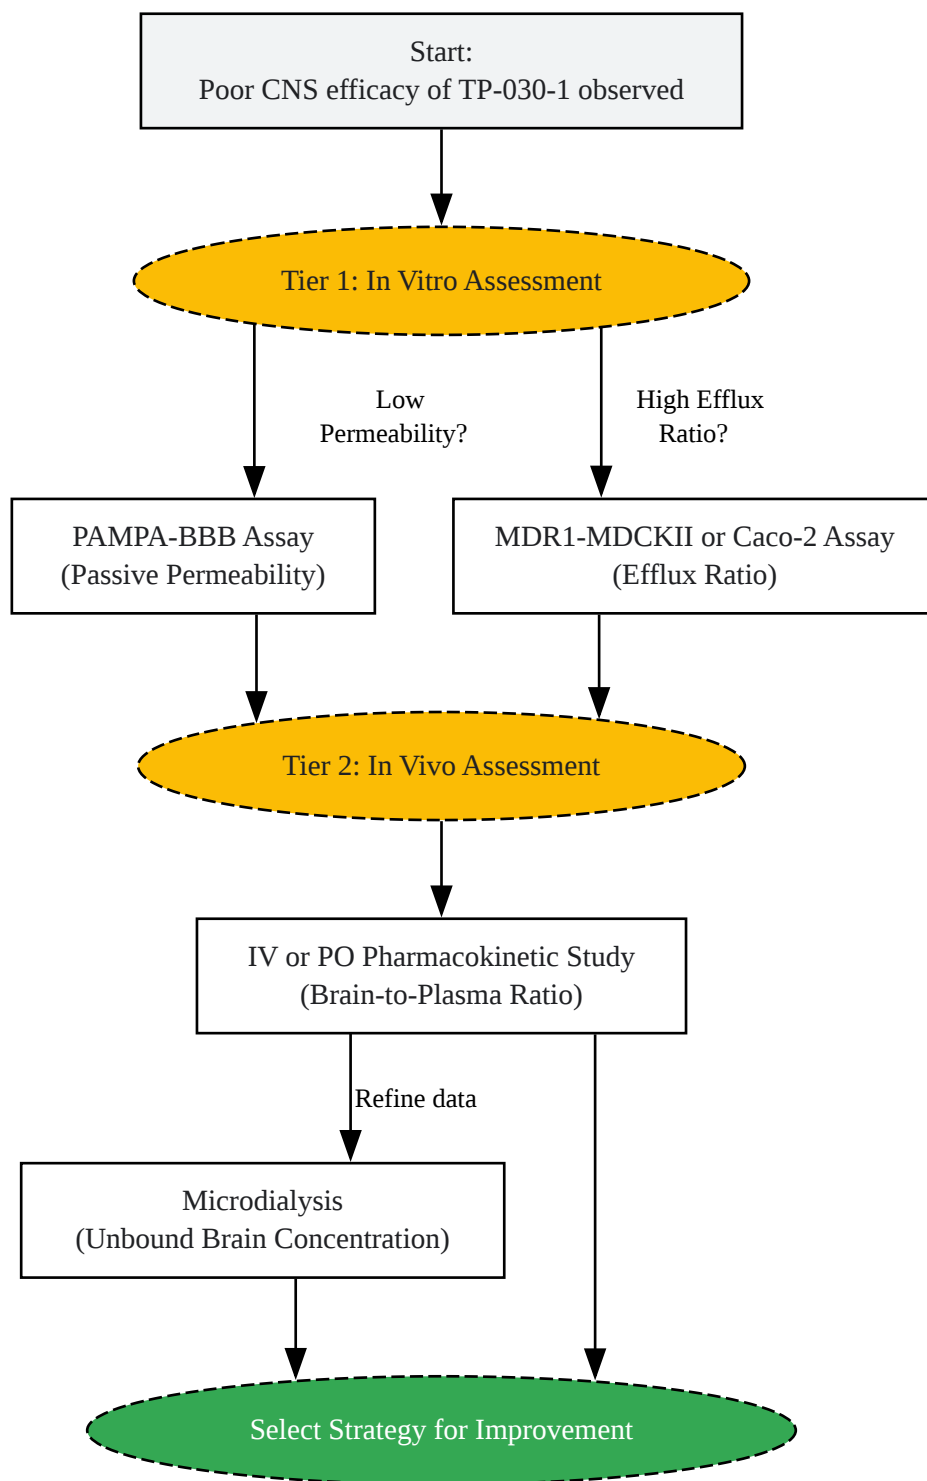 Start:
Poor CNS efficacy of TP-030-1 observed
Tier 1: In Vitro Assessment
Low
Permeability?
High Efflux
Ratio?
PAMPA-BBB Assay
(Passive Permeability)
MDR1-MDCKII or Caco-2 Assay
(Efflux Ratio)
Tier 2: In Vivo Assessment
IV or PO Pharmacokinetic Study
(Brain-to-Plasma Ratio)
Refine data
Microdialysis
(Unbound Brain Concentration)
Select Strategy for Improvement